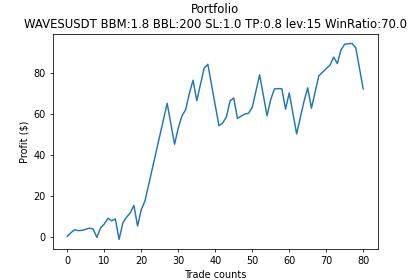 Portfolio
WAVESUSDT BBM:1.8 BBL:200 SL:1.0 TP:0.8 lev:15 WinRatio:70.0
Profit ($)
80
60
40
20
0
0 10 20 30 40 50 60 70 80
Trade counts